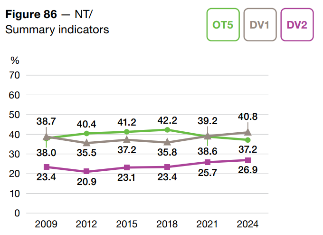 Figure 86 — NT/
Summary indicators
OT5 DV1 DV2
%
70
60
50
40
30
20
10
0
38.7 40.4 41.2 42.2 39.2 40.8
38.0 35.5 37.2 35.8 38.6 37.2
23.4 20.9 23.1 23.4 25.7 26.9
2009 2012 2015 2018 2021 2024